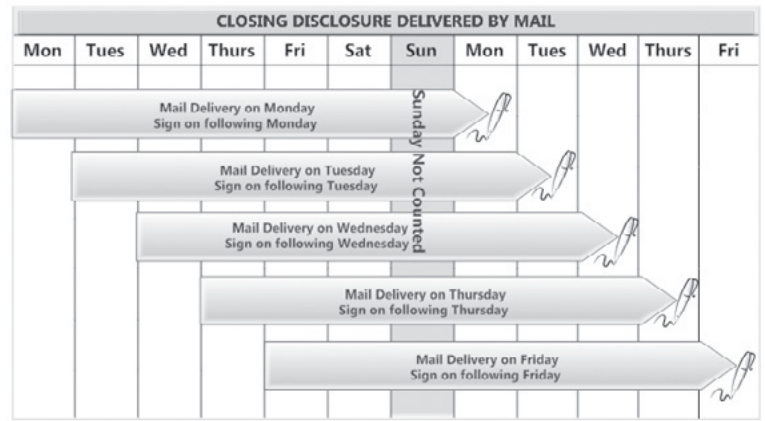 CLOSING DISCLOSURE DELIVERED BY MAIL
Mon Tues Wed Thurs Fri Sat Sun Mon Tues Wed Thurs Fri
Mail Delivery on Monday
Sign on following Monday
Sunday Not Counted
Mail Delivery on Tuesday
Sign on following Tuesday
Mail Delivery on Wednesday
Sign on following Wednesday
Mail Delivery on Thursday
Sign on following Thursday
Mail Delivery on Friday
Sign on following Friday